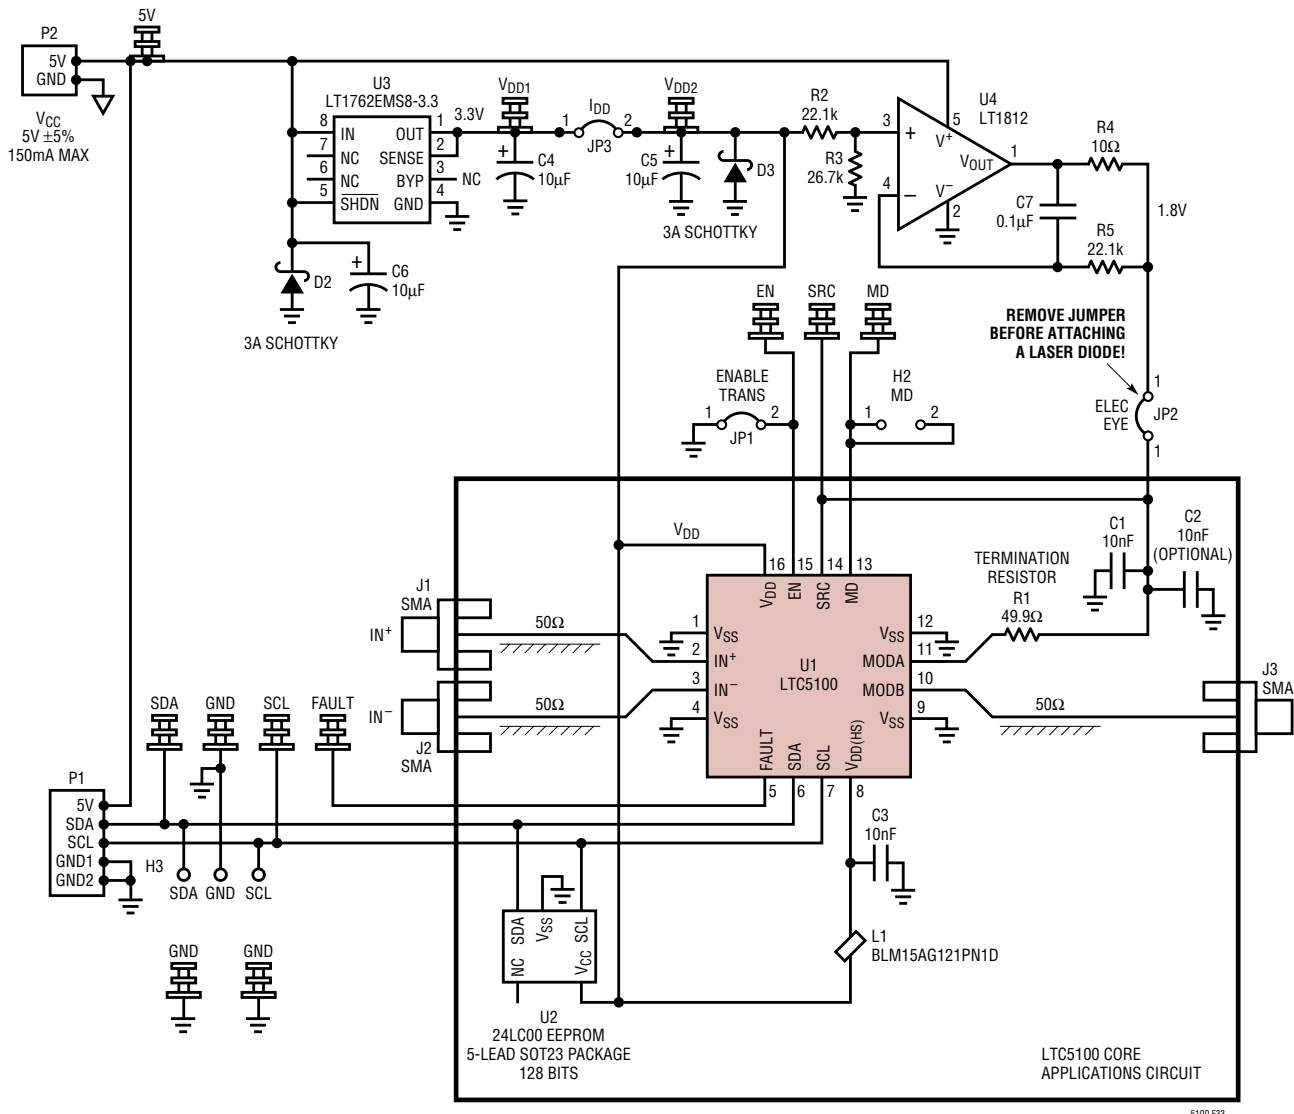 5V
P2
5V
GND
VCC
5V ±5%
150mA MAX
U3
LT1762EMS8-3.3
8 IN OUT 1
7 NC SENSE 2
6 NC BYP 3 NC
5 SHDN GND 4
3.3V
VDD1
C4
10µF
+
IDD
1 2
JP3
VDD2
C5
10µF
+
D3
3A SCHOTTKY
R2
22.1k
R3
26.7k
U4
LT1812
3 + V+ 5
VOUT 1
4 − V− 2
R4
10Ω
C7
0.1µF
R5
22.1k
1.8V
D2
+
C6
10µF
3A SCHOTTKY
EN SRC MD
REMOVE JUMPER
BEFORE ATTACHING
A LASER DIODE!
ENABLE
TRANS
1 2
JP1
H2
MD
1 2
1
ELEC
EYE
JP2
1
VDD
C1
10nF
C2
10nF
(OPTIONAL)
TERMINATION
RESISTOR
R1
49.9Ω
16 15 14 13
VDD EN SRC MD
1 VSS
2 IN+
3 IN−
4 VSS
U1
LTC5100
VSS 12
MODA 11
MODB 10
VSS 9
FAULT SDA SCL VDD(HS)
5 6 7 8
J1
SMA
IN+
50Ω
IN−
50Ω
J2
SMA
50Ω
J3
SMA
SDA GND SCL FAULT
P1
5V
SDA
SCL
GND1
GND2
H3
SDA GND SCL
GND GND
C3
10nF
L1
BLM15AG121PN1D
SDA VSS SCL
NC VCC
U2
24LC00 EEPROM
5-LEAD SOT23 PACKAGE
128 BITS
LTC5100 CORE
APPLICATIONS CIRCUIT
5100 F33